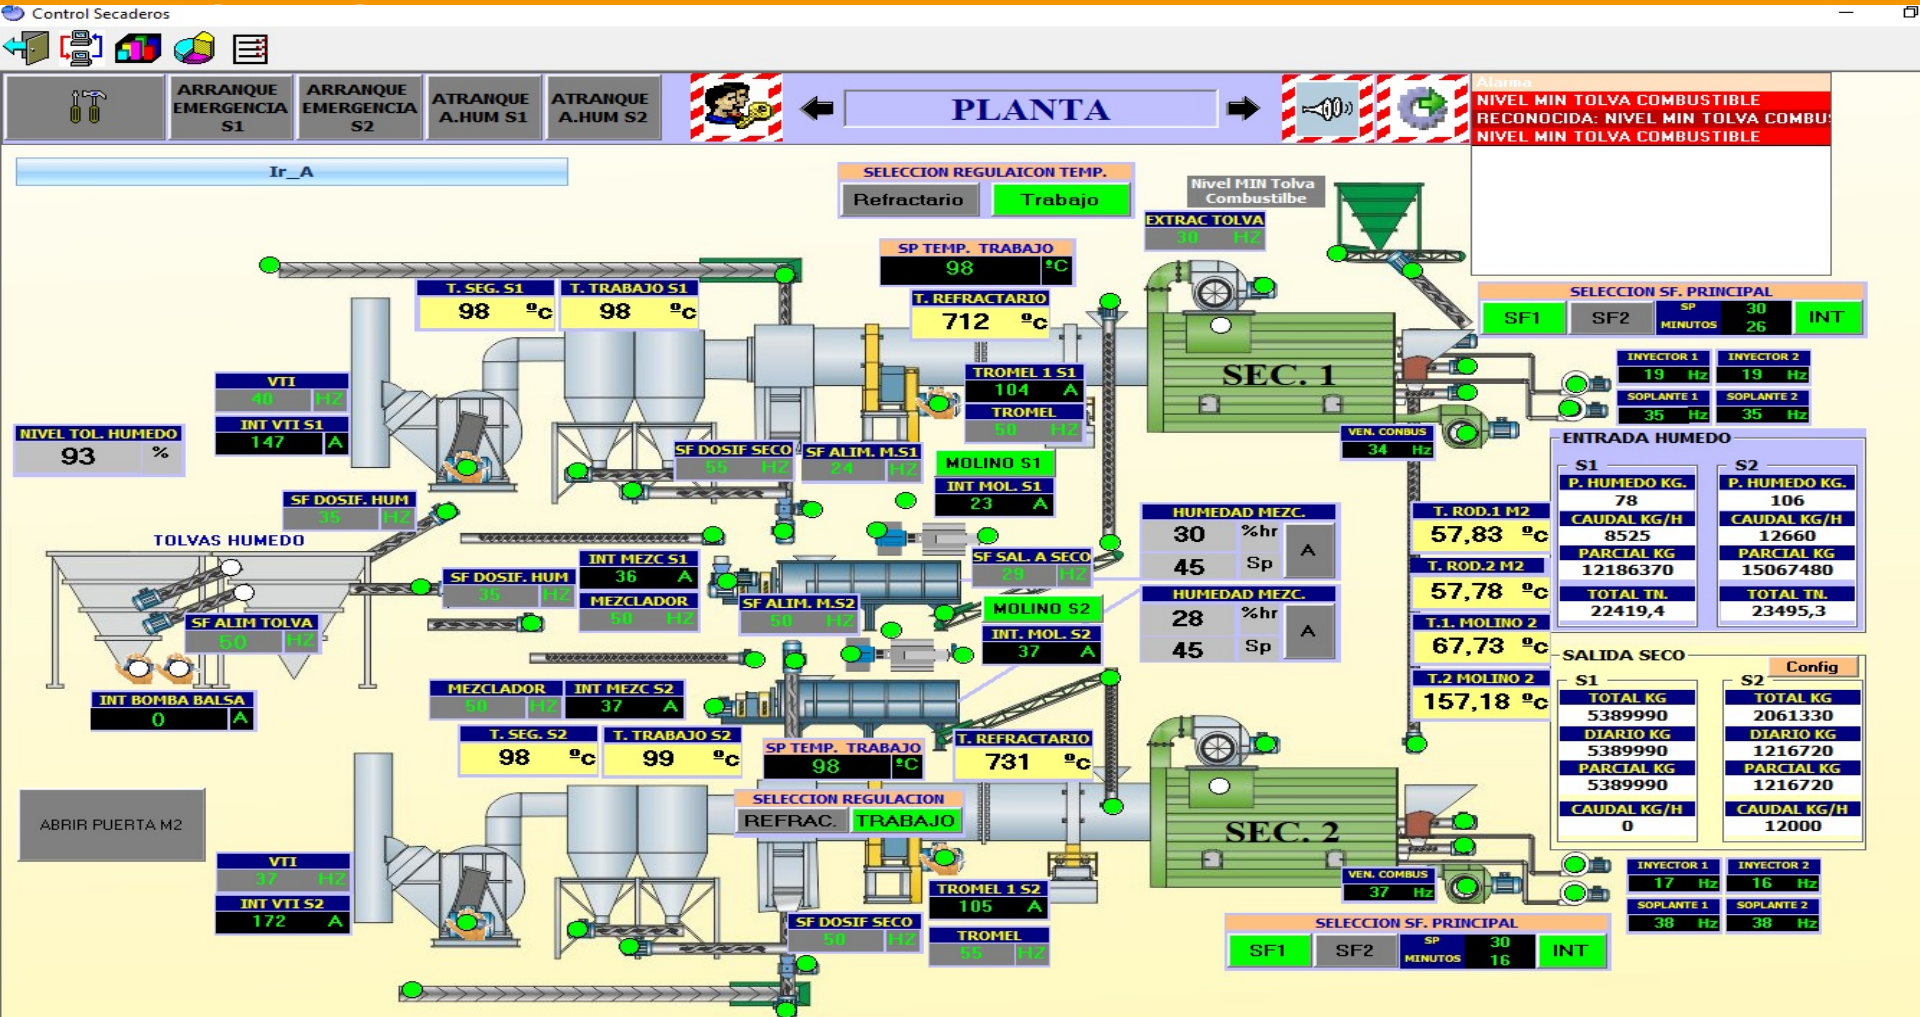 Control Secaderos
ARRANQUE
EMERGENCIA
S1
ARRANQUE
EMERGENCIA
S2
ATRANQUE
A.HUM S1
ATRANQUE
A.HUM S2
PLANTA
Alarma
NIVEL MIN TOLVA COMBUSTIBLE
RECONOCIDA: NIVEL MIN TOLVA COMBU
NIVEL MIN TOLVA COMBUSTIBLE
Ir_A
SELECCION REGULAICON TEMP.
Refractario Trabajo
Nivel MIN Tolva
Combustilbe
EXTRAC TOLVA
30 HZ
SP TEMP. TRABAJO
98 ºC
T. SEG. S1
98 ºc
T. TRABAJO S1
98 ºc
T. REFRACTARIO
712 ºc
SELECCION SF. PRINCIPAL
SF1 SF2 SP MINUTOS 30 26 INT
VTI
40 HZ
INT VTI S1
147 A
NIVEL TOL. HUMEDO
93 %
TROMEL 1 S1
104 A
TROMEL
50 HZ
SEC. 1
INYECTOR 1
19 Hz
INYECTOR 2
19 Hz
SOPLANTE 1
35 Hz
SOPLANTE 2
35 Hz
VEN. CONBUS
34 Hz
SF DOSIF SECO
55 HZ
SF ALIM. M.S1
24 HZ
MOLINO S1
INT MOL. S1
23 A
SF DOSIF. HUM
35 HZ
TOLVAS HUMEDO
SF DOSIF. HUM
35 HZ
INT MEZC S1
36 A
MEZCLADOR
50 HZ
SF SAL. A SECO
29 HZ
SF ALIM. M.S2
50 HZ
MOLINO S2
INT. MOL. S2
37 A
SF ALIM TOLVA
50 HZ
INT BOMBA BALSA
0 A
HUMEDAD MEZC.
30 %hr
45 Sp
A
HUMEDAD MEZC.
28 %hr
45 Sp
A
T. ROD.1 M2
57,83 ºc
T. ROD.2 M2
57,78 ºc
T.1. MOLINO 2
67,73 ºc
T.2 MOLINO 2
157,18 ºc
ENTRADA HUMEDO
S1
P. HUMEDO KG.
78
CAUDAL KG/H
8525
PARCIAL KG
12186370
TOTAL TN.
22419,4
S2
P. HUMEDO KG.
106
CAUDAL KG/H
12660
PARCIAL KG
15067480
TOTAL TN.
23495,3
SALIDA SECO
Config
S1
TOTAL KG
5389990
DIARIO KG
5389990
PARCIAL KG
5389990
CAUDAL KG/H
0
S2
TOTAL KG
2061330
DIARIO KG
1216720
PARCIAL KG
1216720
CAUDAL KG/H
12000
MEZCLADOR
50 HZ
INT MEZC S2
37 A
T. SEG. S2
98 ºc
T. TRABAJO S2
99 ºc
SP TEMP. TRABAJO
98 ºC
T. REFRACTARIO
731 ºc
SELECCION REGULACION
REFRAC. TRABAJO
SEC. 2
ABRIR PUERTA M2
VTI
37 HZ
INT VTI S2
172 A
TROMEL 1 S2
105 A
SF DOSIF SECO
50 HZ
TROMEL
55 HZ
VEN. COMBUS
37 Hz
INYECTOR 1
17 Hz
INYECTOR 2
16 Hz
SOPLANTE 1
38 Hz
SOPLANTE 2
38 Hz
SELECCION SF. PRINCIPAL
SF1 SF2 SP MINUTOS 30 16 INT